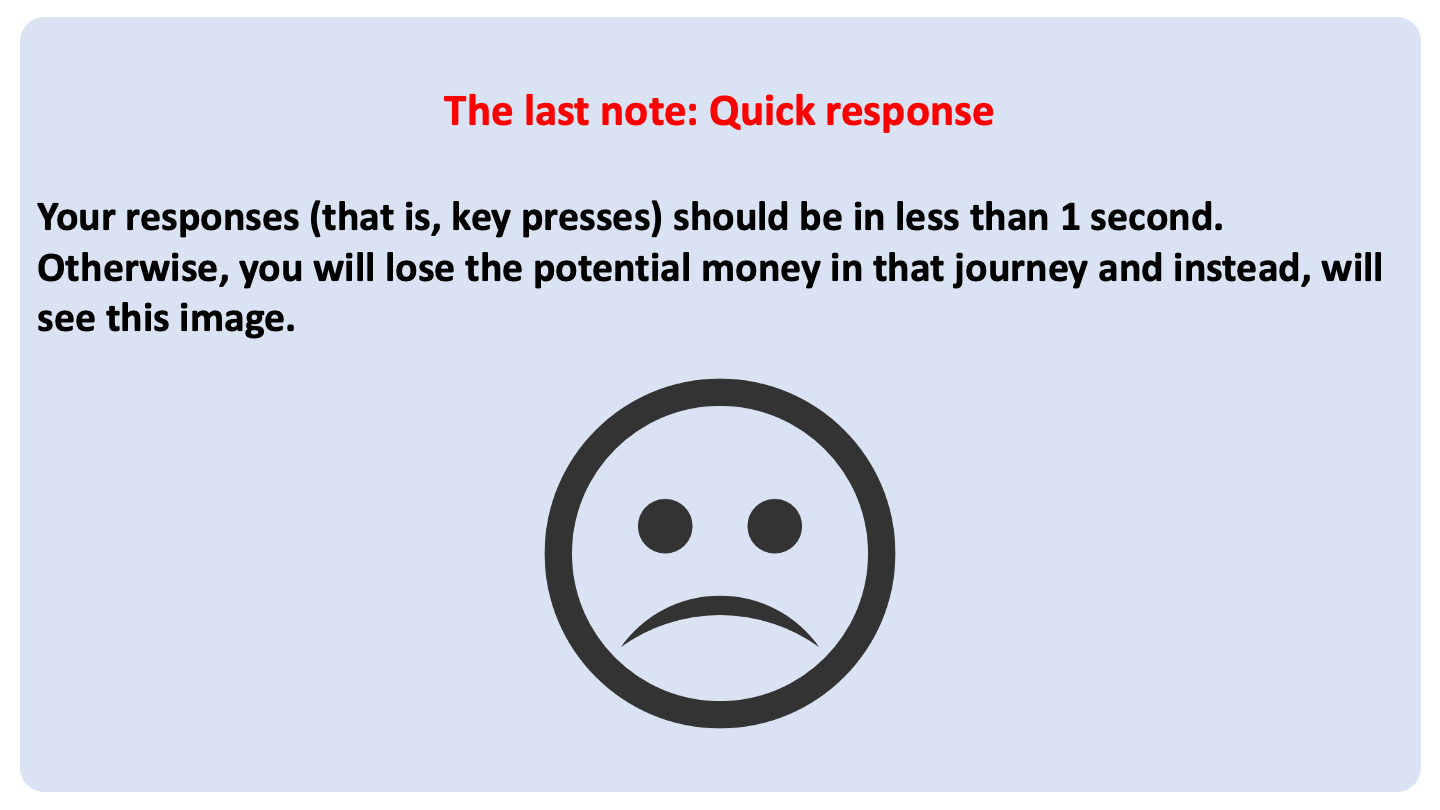 The last note: Quick response
Your responses (that is, key presses) should be in less than 1 second.
Otherwise, you will lose the potential money in that journey and instead, will
see this image.